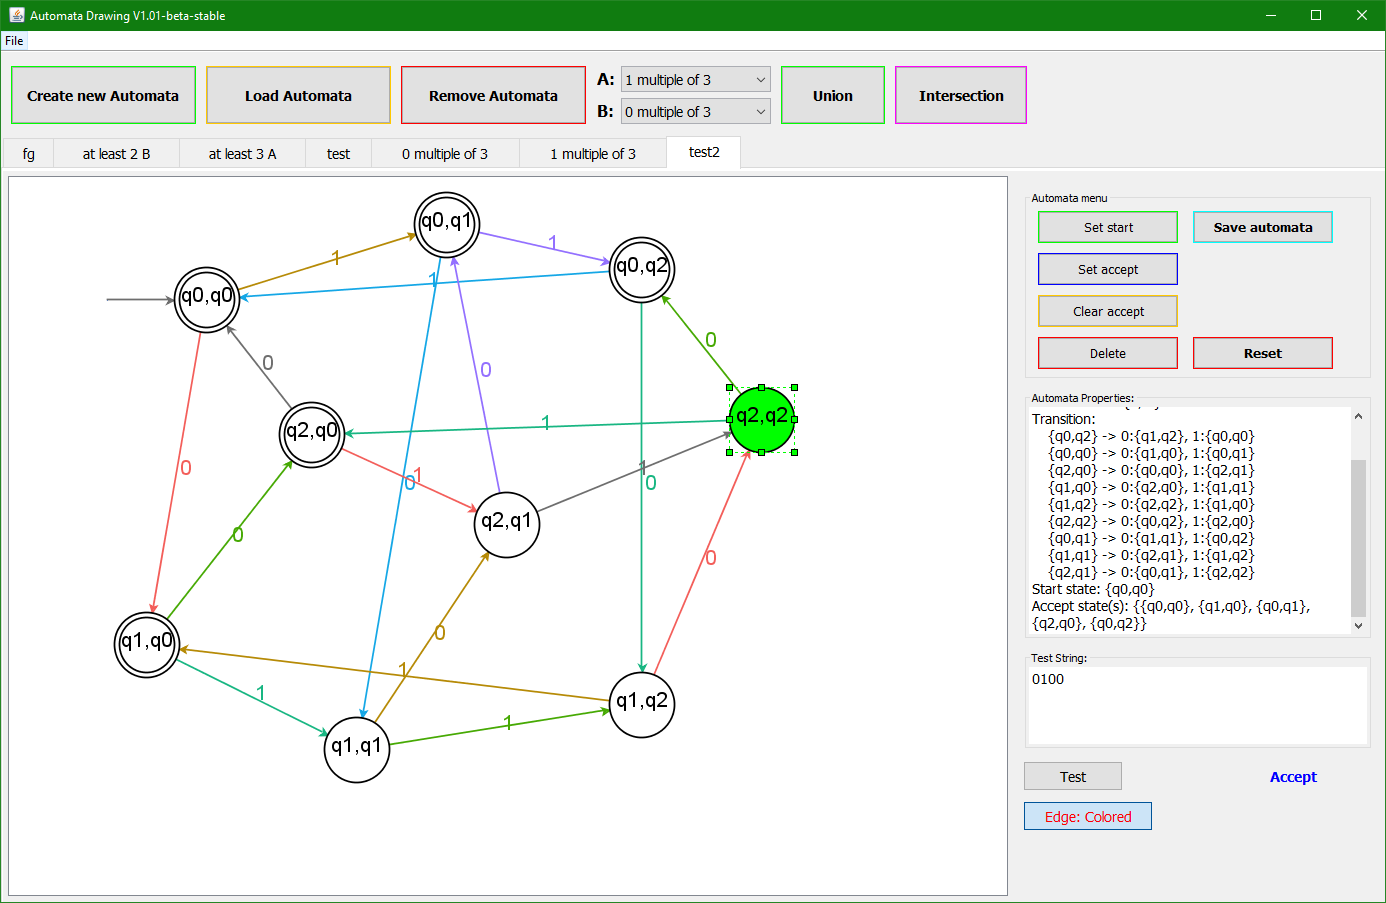 Automata Drawing V1.01-beta-stable
File
Create new Automata
Load Automata
Remove Automata
A:
1 multiple of 3
B:
0 multiple of 3
Union
Intersection
fg
at least 2 B
at least 3 A
test
0 multiple of 3
1 multiple of 3
test2
q0,q1
1
1
q0,q2
q0,q0
1
0
0
0
q2,q2
q2,q0
1
1
0
1
0
q2,q1
0
0
0
0
q1,q0
1
1
q1,q2
1
q1,q1
Automata menu
Set start
Save automata
Set accept
Clear accept
Delete
Reset
Automata Properties:
Transition:
{q0,q2} -> 0:{q1,q2}, 1:{q0,q0}
{q0,q0} -> 0:{q1,q0}, 1:{q0,q1}
{q2,q0} -> 0:{q0,q0}, 1:{q2,q1}
{q1,q0} -> 0:{q2,q0}, 1:{q1,q1}
{q1,q2} -> 0:{q2,q2}, 1:{q1,q0}
{q2,q2} -> 0:{q0,q2}, 1:{q2,q0}
{q0,q1} -> 0:{q1,q1}, 1:{q0,q2}
{q1,q1} -> 0:{q2,q1}, 1:{q1,q2}
{q2,q1} -> 0:{q0,q1}, 1:{q2,q2}
Start state: {q0,q0}
Accept state(s): {{q0,q0}, {q1,q0}, {q0,q1},
{q2,q0}, {q0,q2}}
Test String:
0100
Test
Accept
Edge: Colored